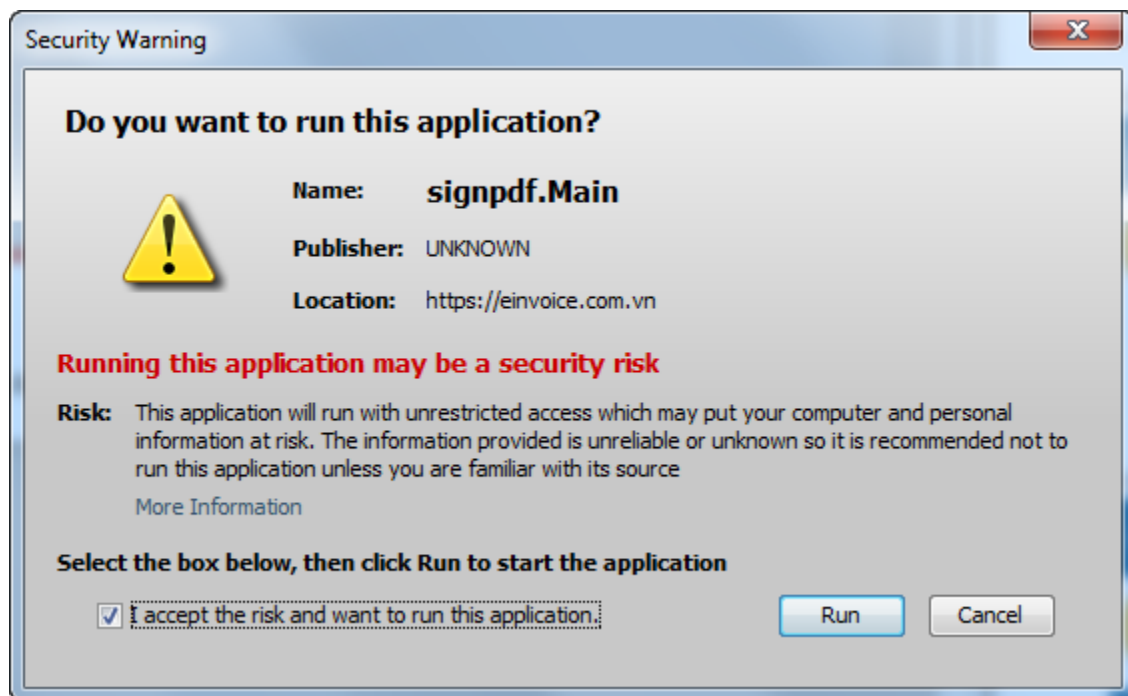 Security Warning
Do you want to run this application?
Name: signpdf.Main
Publisher: UNKNOWN
Location: https://einvoice.com.vn
Running this application may be a security risk
Risk: This application will run with unrestricted access which may put your computer and personal
information at risk. The information provided is unreliable or unknown so it is recommended not to
run this application unless you are familiar with its source
More Information
Select the box below, then click Run to start the application
I accept the risk and want to run this application.
Run Cancel